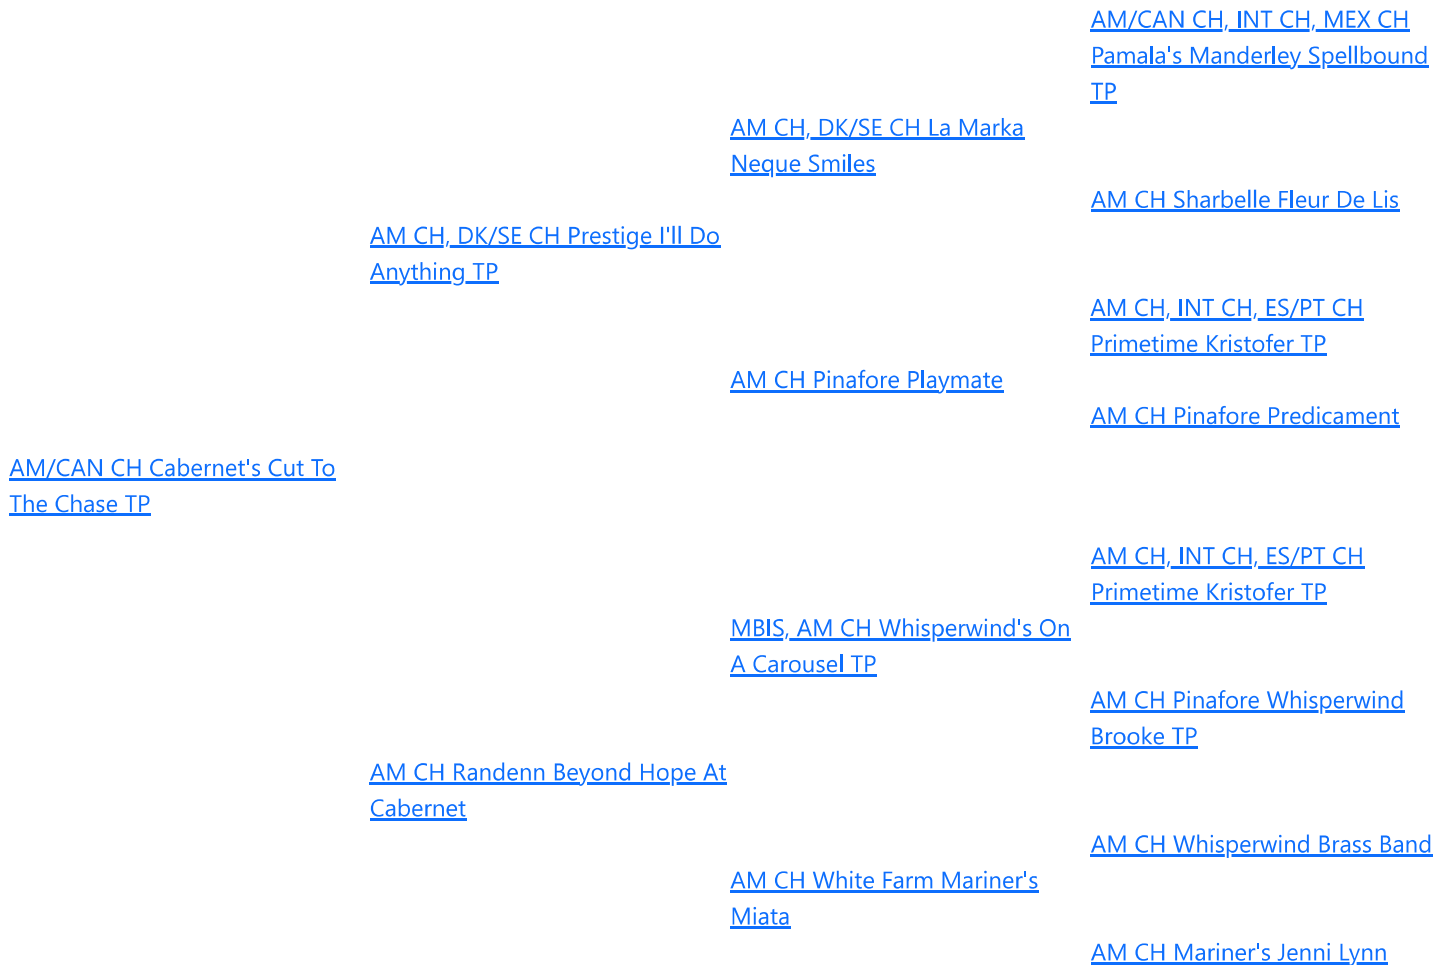 AM/CAN CH, INT CH, MEX CH
Pamala's Manderley Spellbound
TP
AM CH, DK/SE CH La Marka
Neque Smiles
AM CH Sharbelle Fleur De Lis
AM CH, DK/SE CH Prestige I'll Do
Anything TP
AM CH, INT CH, ES/PT CH
Primetime Kristofer TP
AM CH Pinafore Playmate
AM CH Pinafore Predicament
AM/CAN CH Cabernet's Cut To
The Chase TP
AM CH, INT CH, ES/PT CH
Primetime Kristofer TP
MBIS, AM CH Whisperwind's On
A Carousel TP
AM CH Pinafore Whisperwind
Brooke TP
AM CH Randenn Beyond Hope At
Cabernet
AM CH Whisperwind Brass Band
AM CH White Farm Mariner's
Miata
AM CH Mariner's Jenni Lynn